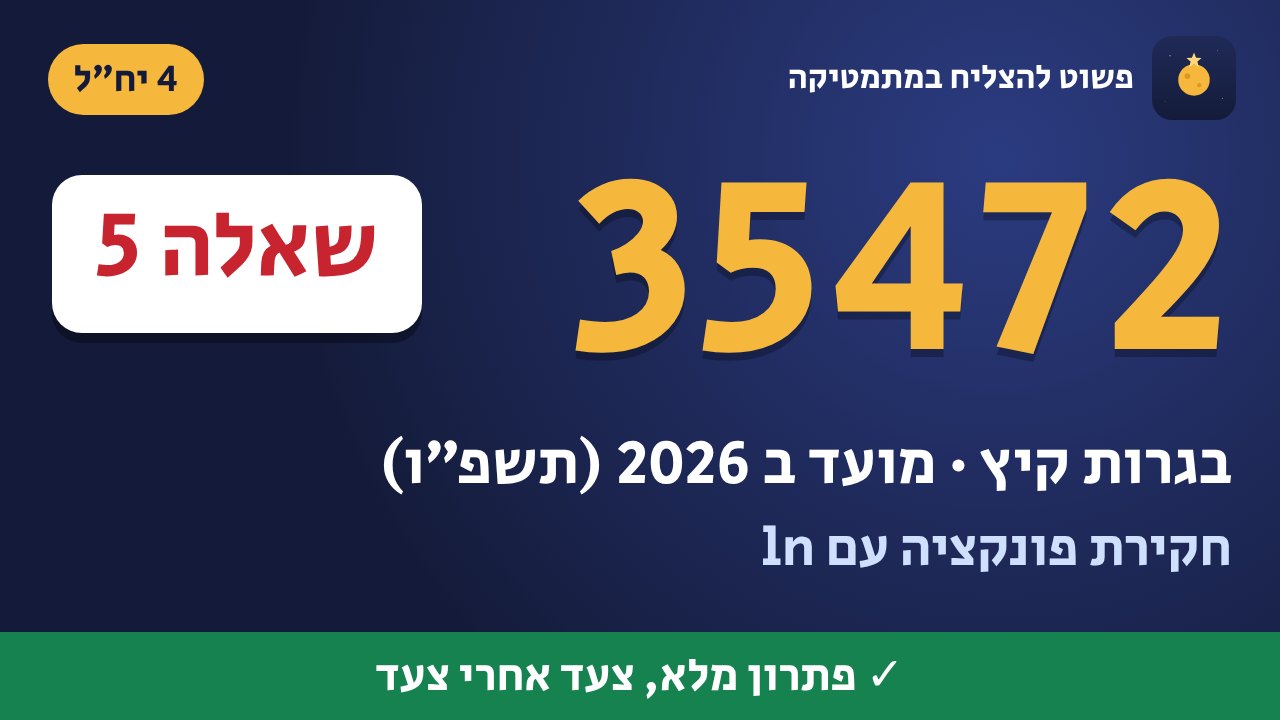 פשוט להצליח במתמטיקה
4 יח”ל
35472
שאלה 5
בגרות קיץ · מועד ב 2026 (תשפ”ו)
חקירת פונקציה עם ln
✓ פתרון מלא, צעד אחרי צעד